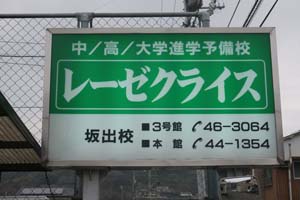 中/高/大学進学予備校
レーゼクライス
坂出校
■3号館 ✆46-3064
■本　館 ✆44-1354